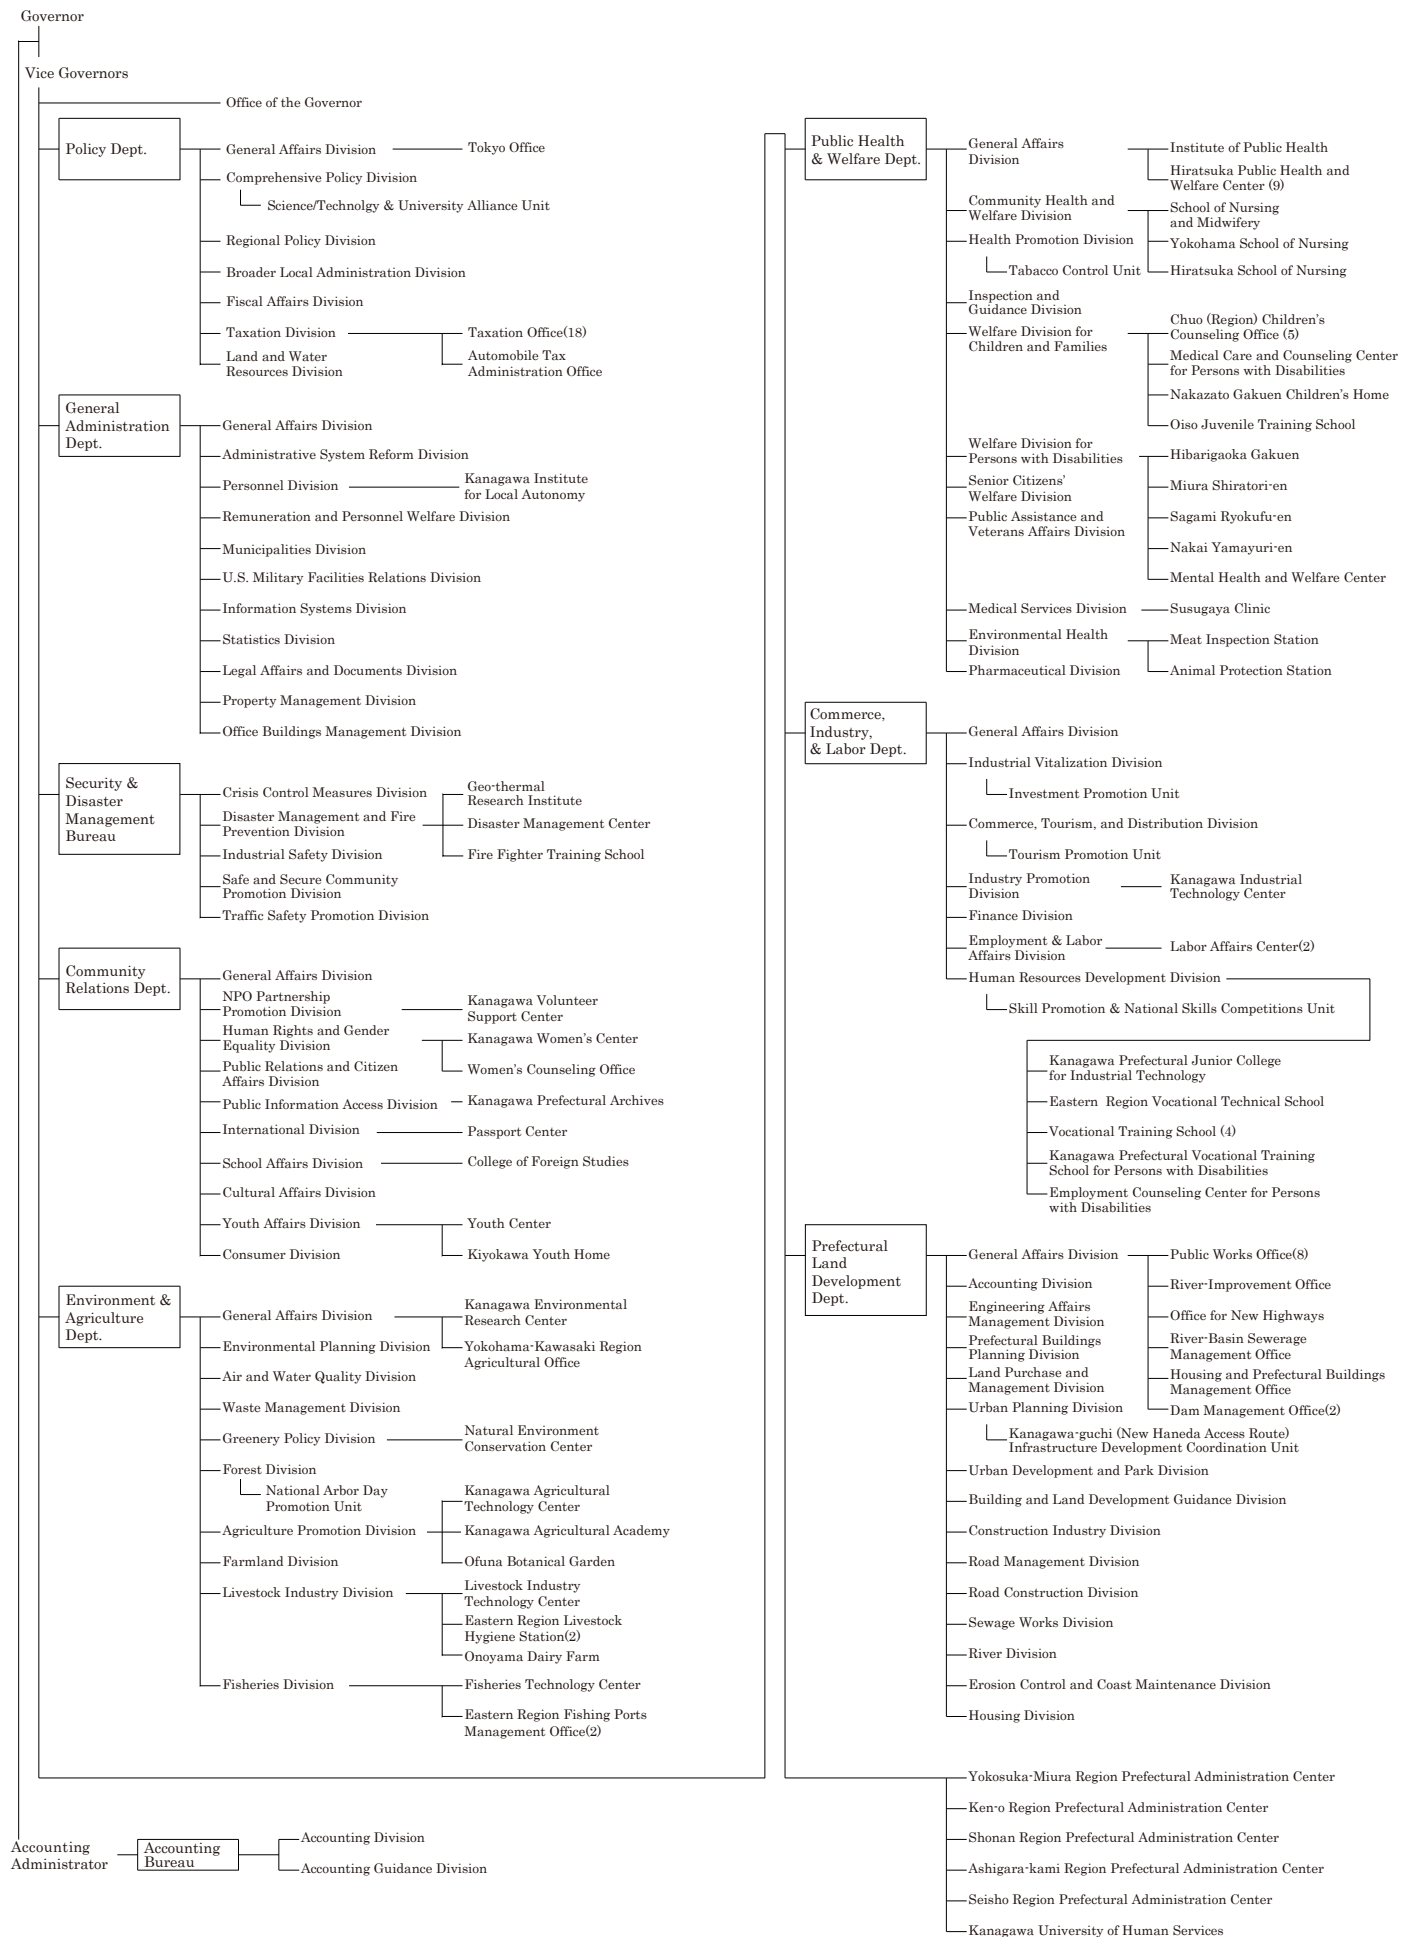 Governor
Vice Governors
Office of the Governor
Policy Dept.
General Affairs Division
Tokyo Office
Comprehensive Policy Division
Science/Technolgy & University Alliance Unit
Regional Policy Division
Broader Local Administration Division
Fiscal Affairs Division
Taxation Division
Taxation Office(18)
Automobile Tax
Administration Office
Land and Water
Resources Division
General
Administration
Dept.
General Affairs Division
Administrative System Reform Division
Personnel Division
Kanagawa Institute
for Local Autonomy
Remuneration and Personnel Welfare Division
Municipalities Division
U.S. Military Facilities Relations Division
Information Systems Division
Statistics Division
Legal Affairs and Documents Division
Property Management Division
Office Buildings Management Division
Security &
Disaster
Management
Bureau
Crisis Control Measures Division
Disaster Management and Fire
Prevention Division
Geo-thermal
Research Institute
Disaster Management Center
Fire Fighter Training School
Industrial Safety Division
Safe and Secure Community
Promotion Division
Traffic Safety Promotion Division
Community
Relations Dept.
General Affairs Division
NPO Partnership
Promotion Division
Kanagawa Volunteer
Support Center
Human Rights and Gender
Equality Division
Kanagawa Women's Center
Women's Counseling Office
Public Relations and Citizen
Affairs Division
Public Information Access Division
Kanagawa Prefectural Archives
International Division
Passport Center
School Affairs Division
College of Foreign Studies
Cultural Affairs Division
Youth Affairs Division
Youth Center
Kiyokawa Youth Home
Consumer Division
Environment &
Agriculture
Dept.
General Affairs Division
Kanagawa Environmental
Research Center
Yokohama-Kawasaki Region
Agricultural Office
Environmental Planning Division
Air and Water Quality Division
Waste Management Division
Greenery Policy Division
Natural Environment
Conservation Center
Forest Division
National Arbor Day
Promotion Unit
Agriculture Promotion Division
Kanagawa Agricultural
Technology Center
Kanagawa Agricultural Academy
Ofuna Botanical Garden
Farmland Division
Livestock Industry Division
Livestock Industry
Technology Center
Eastern Region Livestock
Hygiene Station(2)
Onoyama Dairy Farm
Fisheries Division
Fisheries Technology Center
Eastern Region Fishing Ports
Management Office(2)
Accounting
Administrator
Accounting
Bureau
Accounting Division
Accounting Guidance Division
Public Health
& Welfare Dept.
General Affairs
Division
Institute of Public Health
Hiratsuka Public Health and
Welfare Center (9)
Community Health and
Welfare Division
School of Nursing
and Midwifery
Yokohama School of Nursing
Hiratsuka School of Nursing
Health Promotion Division
Tabacco Control Unit
Inspection and
Guidance Division
Welfare Division for
Children and Families
Chuo (Region) Children's
Counseling Office (5)
Medical Care and Counseling Center
for Persons with Disabilities
Nakazato Gakuen Children's Home
Oiso Juvenile Training School
Welfare Division for
Persons with Disabilities
Hibarigaoka Gakuen
Miura Shiratori-en
Sagami Ryokufu-en
Nakai Yamayuri-en
Mental Health and Welfare Center
Senior Citizens'
Welfare Division
Public Assistance and
Veterans Affairs Division
Medical Services Division
Susugaya Clinic
Environmental Health
Division
Meat Inspection Station
Animal Protection Station
Pharmaceutical Division
Commerce,
Industry,
& Labor Dept.
General Affairs Division
Industrial Vitalization Division
Investment Promotion Unit
Commerce, Tourism, and Distribution Division
Tourism Promotion Unit
Industry Promotion
Division
Kanagawa Industrial
Technology Center
Finance Division
Employment & Labor
Affairs Division
Labor Affairs Center(2)
Human Resources Development Division
Skill Promotion & National Skills Competitions Unit
Kanagawa Prefectural Junior College
for Industrial Technology
Eastern Region Vocational Technical School
Vocational Training School (4)
Kanagawa Prefectural Vocational Training
School for Persons with Disabilities
Employment Counseling Center for Persons
with Disabilities
Prefectural
Land
Development
Dept.
General Affairs Division
Public Works Office(8)
River-Improvement Office
Office for New Highways
River-Basin Sewerage
Management Office
Housing and Prefectural Buildings
Management Office
Dam Management Office(2)
Accounting Division
Engineering Affairs
Management Division
Prefectural Buildings
Planning Division
Land Purchase and
Management Division
Urban Planning Division
Kanagawa-guchi (New Haneda Access Route)
Infrastructure Development Coordination Unit
Urban Development and Park Division
Building and Land Development Guidance Division
Construction Industry Division
Road Management Division
Road Construction Division
Sewage Works Division
River Division
Erosion Control and Coast Maintenance Division
Housing Division
Yokosuka-Miura Region Prefectural Administration Center
Ken-o Region Prefectural Administration Center
Shonan Region Prefectural Administration Center
Ashigara-kami Region Prefectural Administration Center
Seisho Region Prefectural Administration Center
Kanagawa University of Human Services